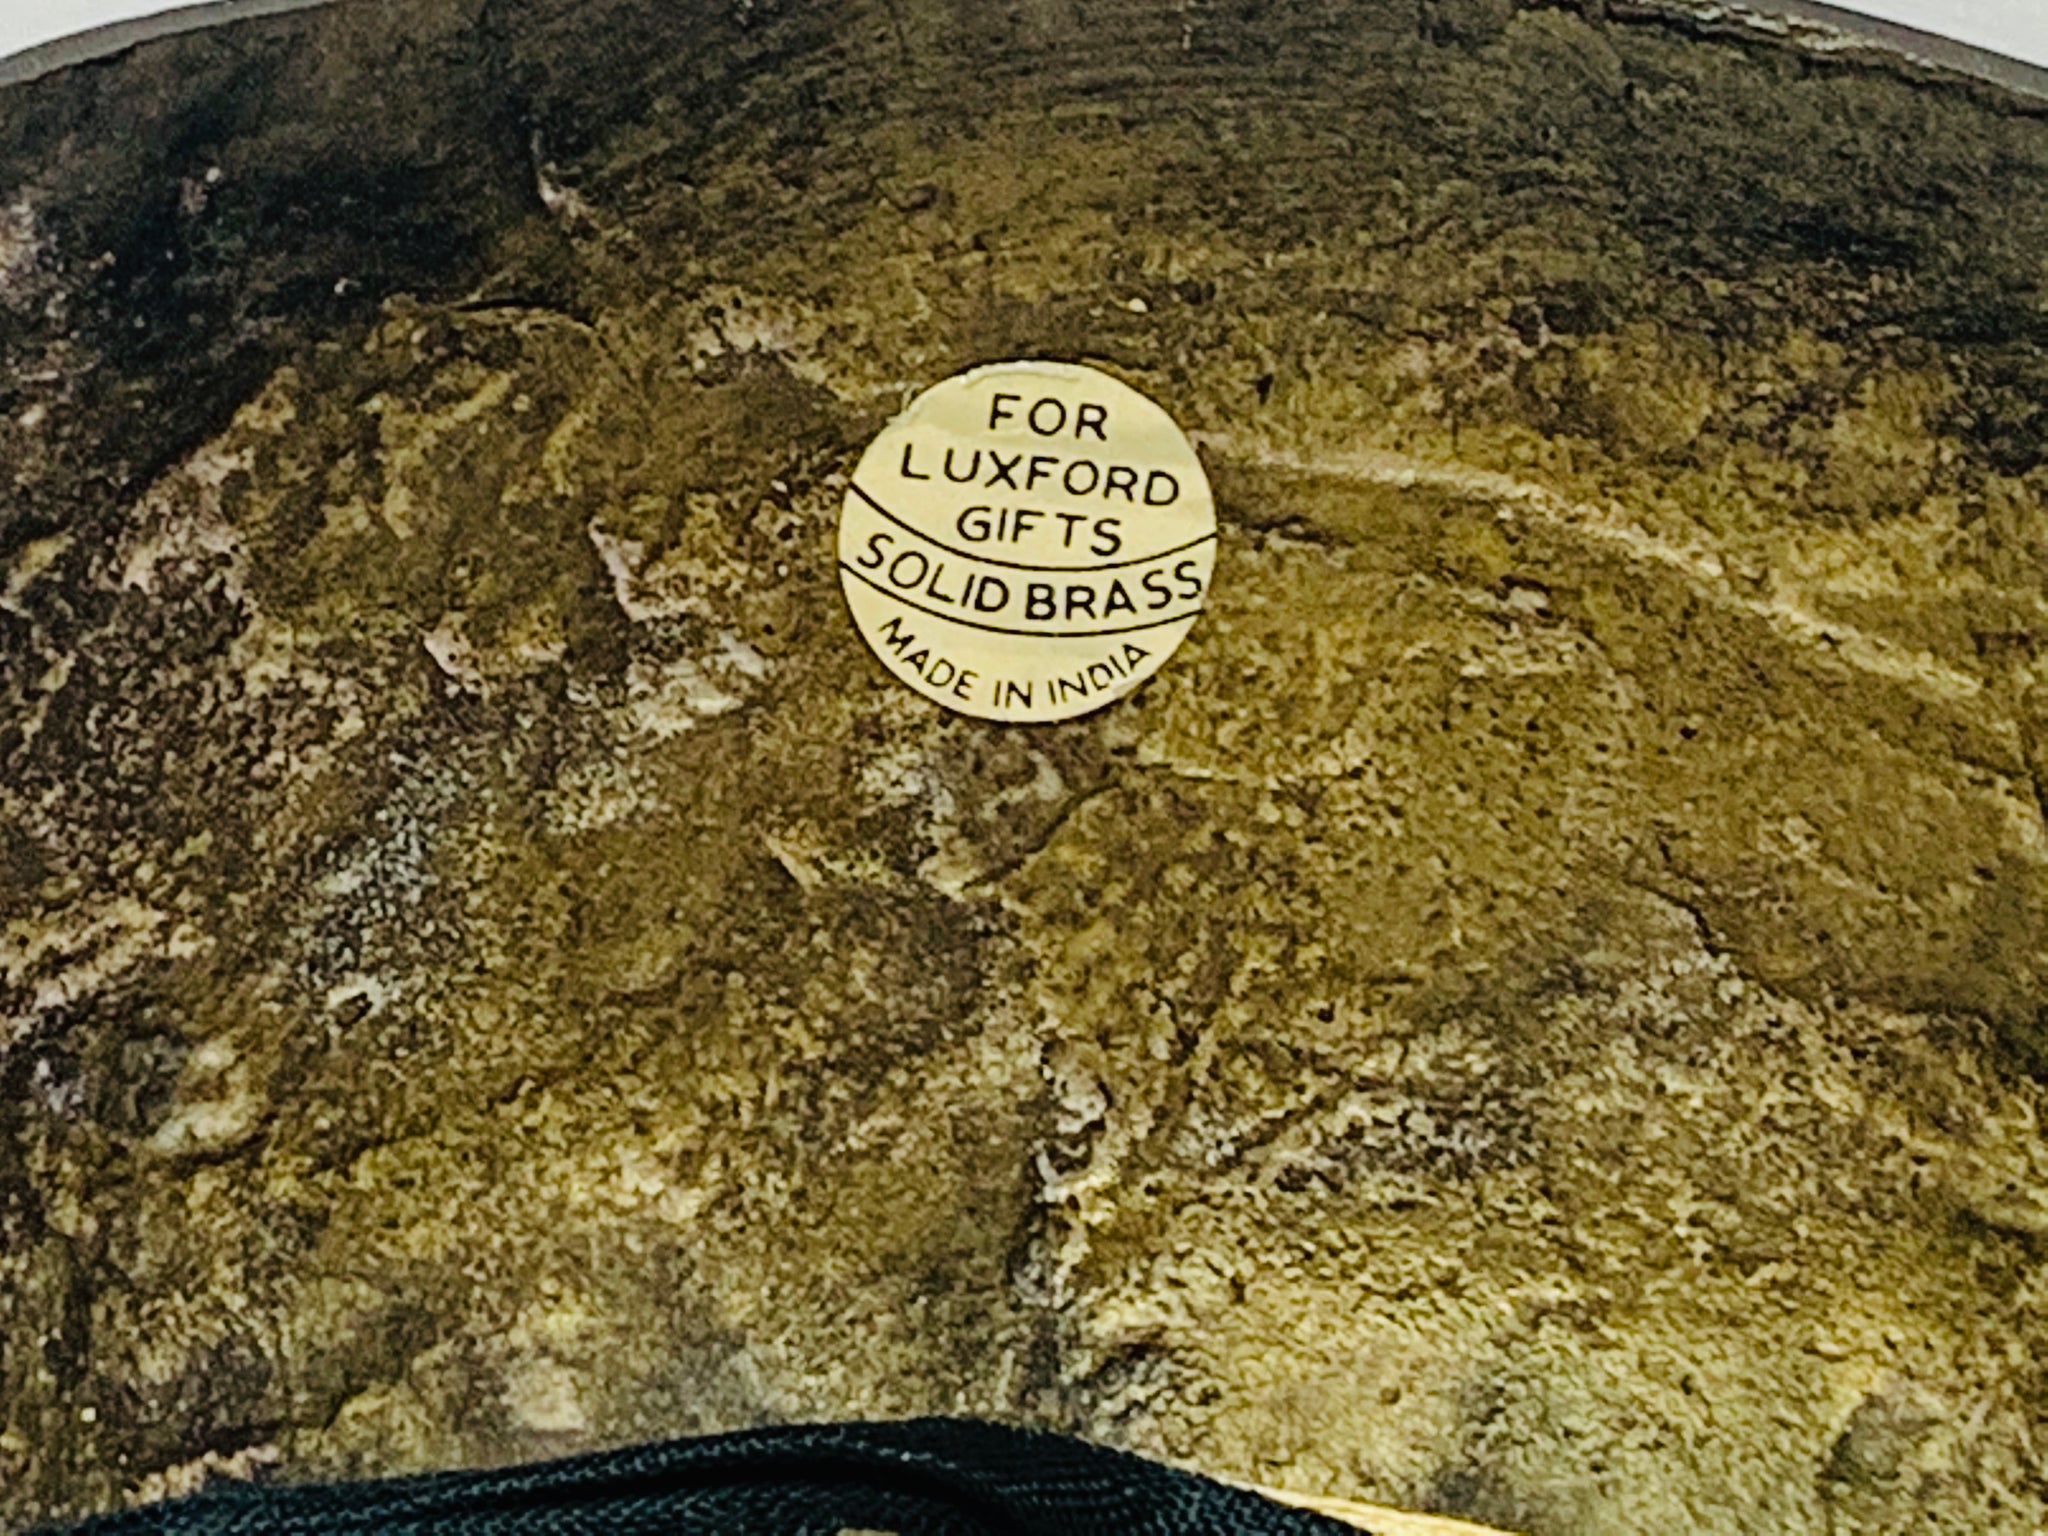 FOR
LUXFORD
GIFTS
SOLID BRASS
MADE IN INDIA